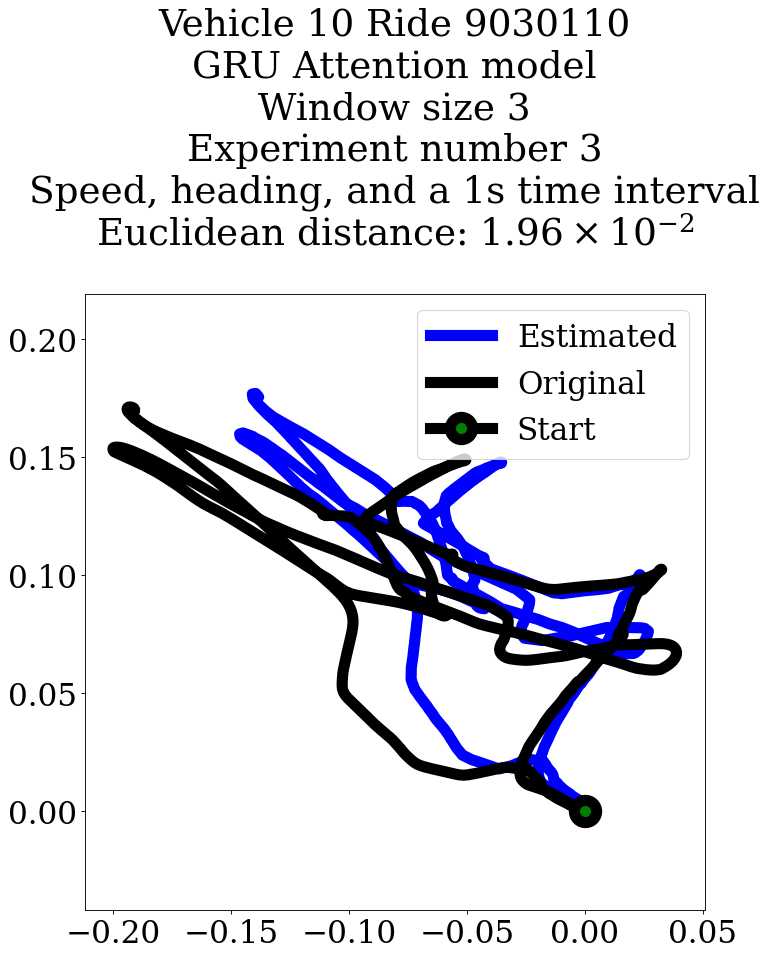 Vehicle 10 Ride 9030110
GRU Attention model
Window size 3
Experiment number 3
Speed, heading, and a 1s time interval
Euclidean distance: 1.96 × 10⁻²
Estimated
Original
Start
0.20
0.15
0.10
0.05
0.00
−0.20 −0.15 −0.10 −0.05 0.00 0.05